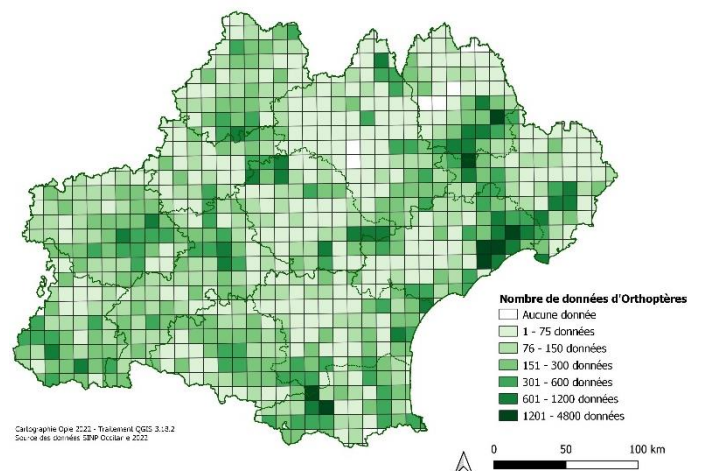 Nombre de données d'Orthoptères
Aucune donnée
1 - 75 données
76 - 150 données
151 - 300 données
301 - 600 données
601 - 1200 données
1201 - 4800 données
Cartographie Opie 2022 - Traitement QGIS 3.18.2
Source des données SINP Occitanie 2022
0 50 100 km